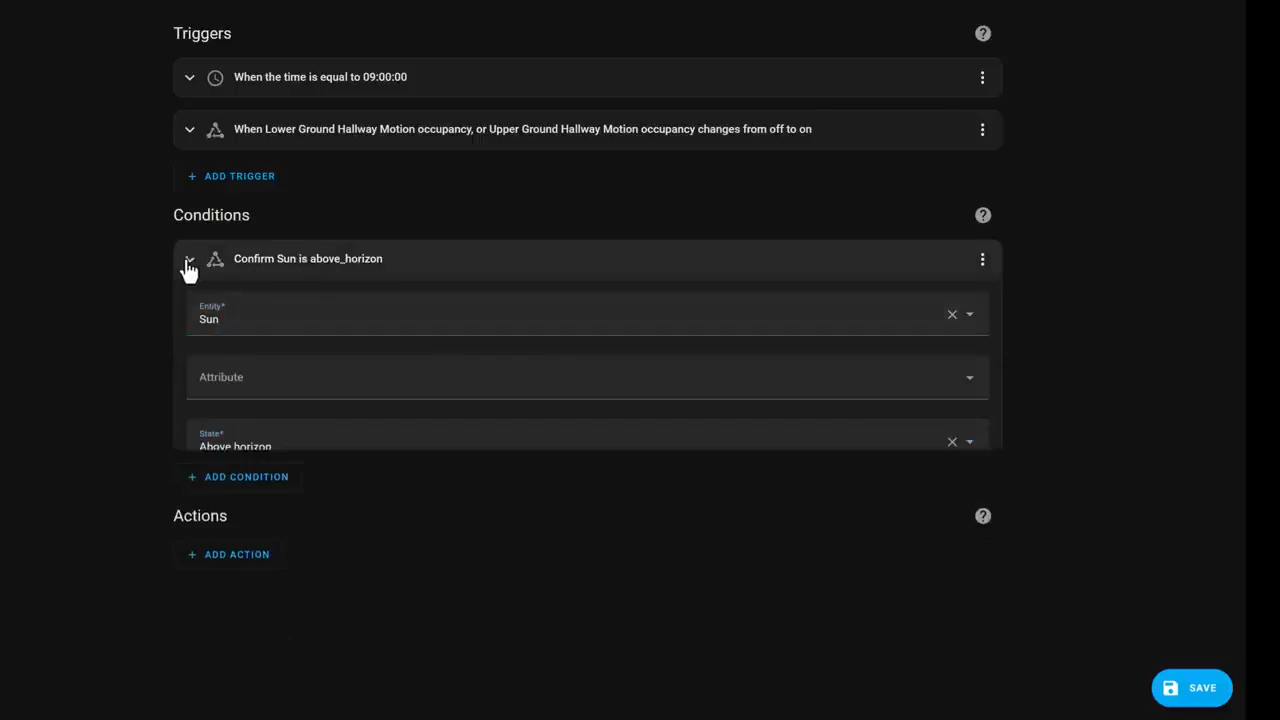 Triggers
When the time is equal to 09:00:00
When Lower Ground Hallway Motion occupancy, or Upper Ground Hallway Motion occupancy changes from off to on
+ ADD TRIGGER
Conditions
Confirm Sun is above_horizon
Entity*
Sun
Attribute
State*
Above horizon
+ ADD CONDITION
Actions
+ ADD ACTION
SAVE